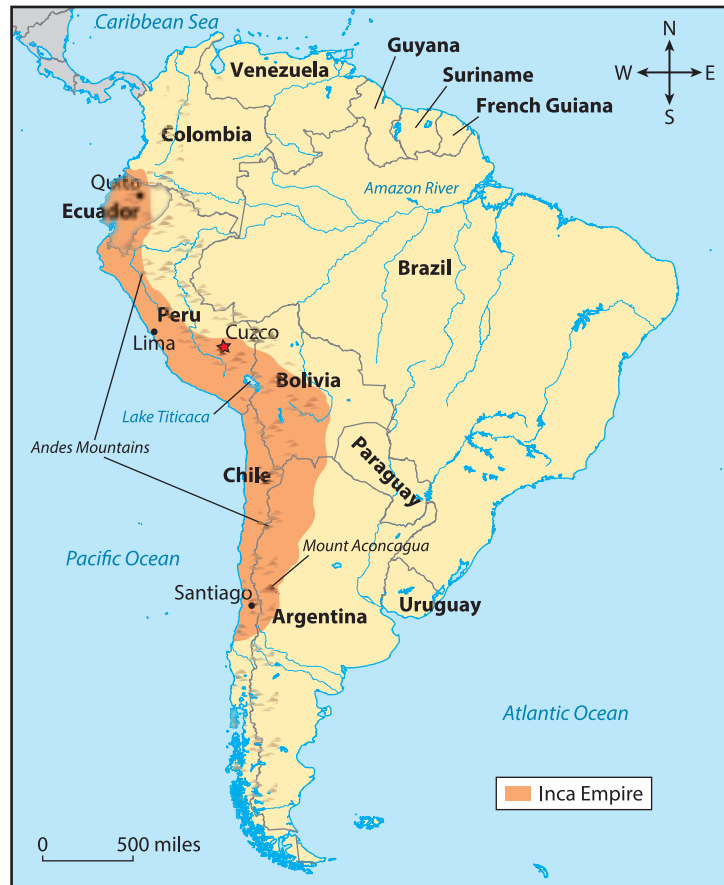 Caribbean Sea
N
W E
S
Guyana
Venezuela
Suriname
French Guiana
Colombia
Quito
Amazon River
Ecuador
Brazil
Peru
Lima
Cuzco
Bolivia
Lake Titicaca
Andes Mountains
Paraguay
Chile
Mount Aconcagua
Pacific Ocean
Santiago
Argentina
Uruguay
Atlantic Ocean
Inca Empire
0 500 miles